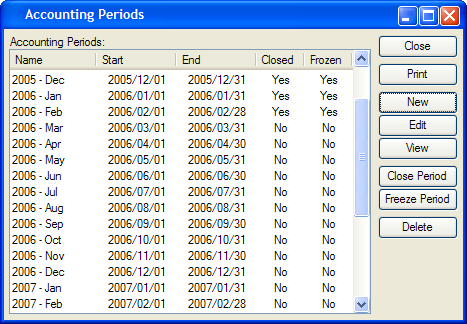 Accounting Periods
Accounting Periods:
Name Start End Closed Frozen
2005 - Dec 2005/12/01 2005/12/31 Yes Yes
2006 - Jan 2006/01/01 2006/01/31 Yes Yes
2006 - Feb 2006/02/01 2006/02/28 Yes Yes
2006 - Mar 2006/03/01 2006/03/31 No No
2006 - Apr 2006/04/01 2006/04/30 No No
2006 - May 2006/05/01 2006/05/31 No No
2006 - Jun 2006/06/01 2006/06/30 No No
2006 - Jul 2006/07/01 2006/07/31 No No
2006 - Aug 2006/08/01 2006/08/31 No No
2006 - Sep 2006/09/01 2006/09/30 No No
2006 - Oct 2006/10/01 2006/10/31 No No
2006 - Nov 2006/11/01 2006/11/30 No No
2006 - Dec 2006/12/01 2006/12/31 No No
2007 - Jan 2007/01/01 2007/01/31 No No
2007 - Feb 2007/02/01 2007/02/28 No No
Close
Print
New
Edit
View
Close Period
Freeze Period
Delete